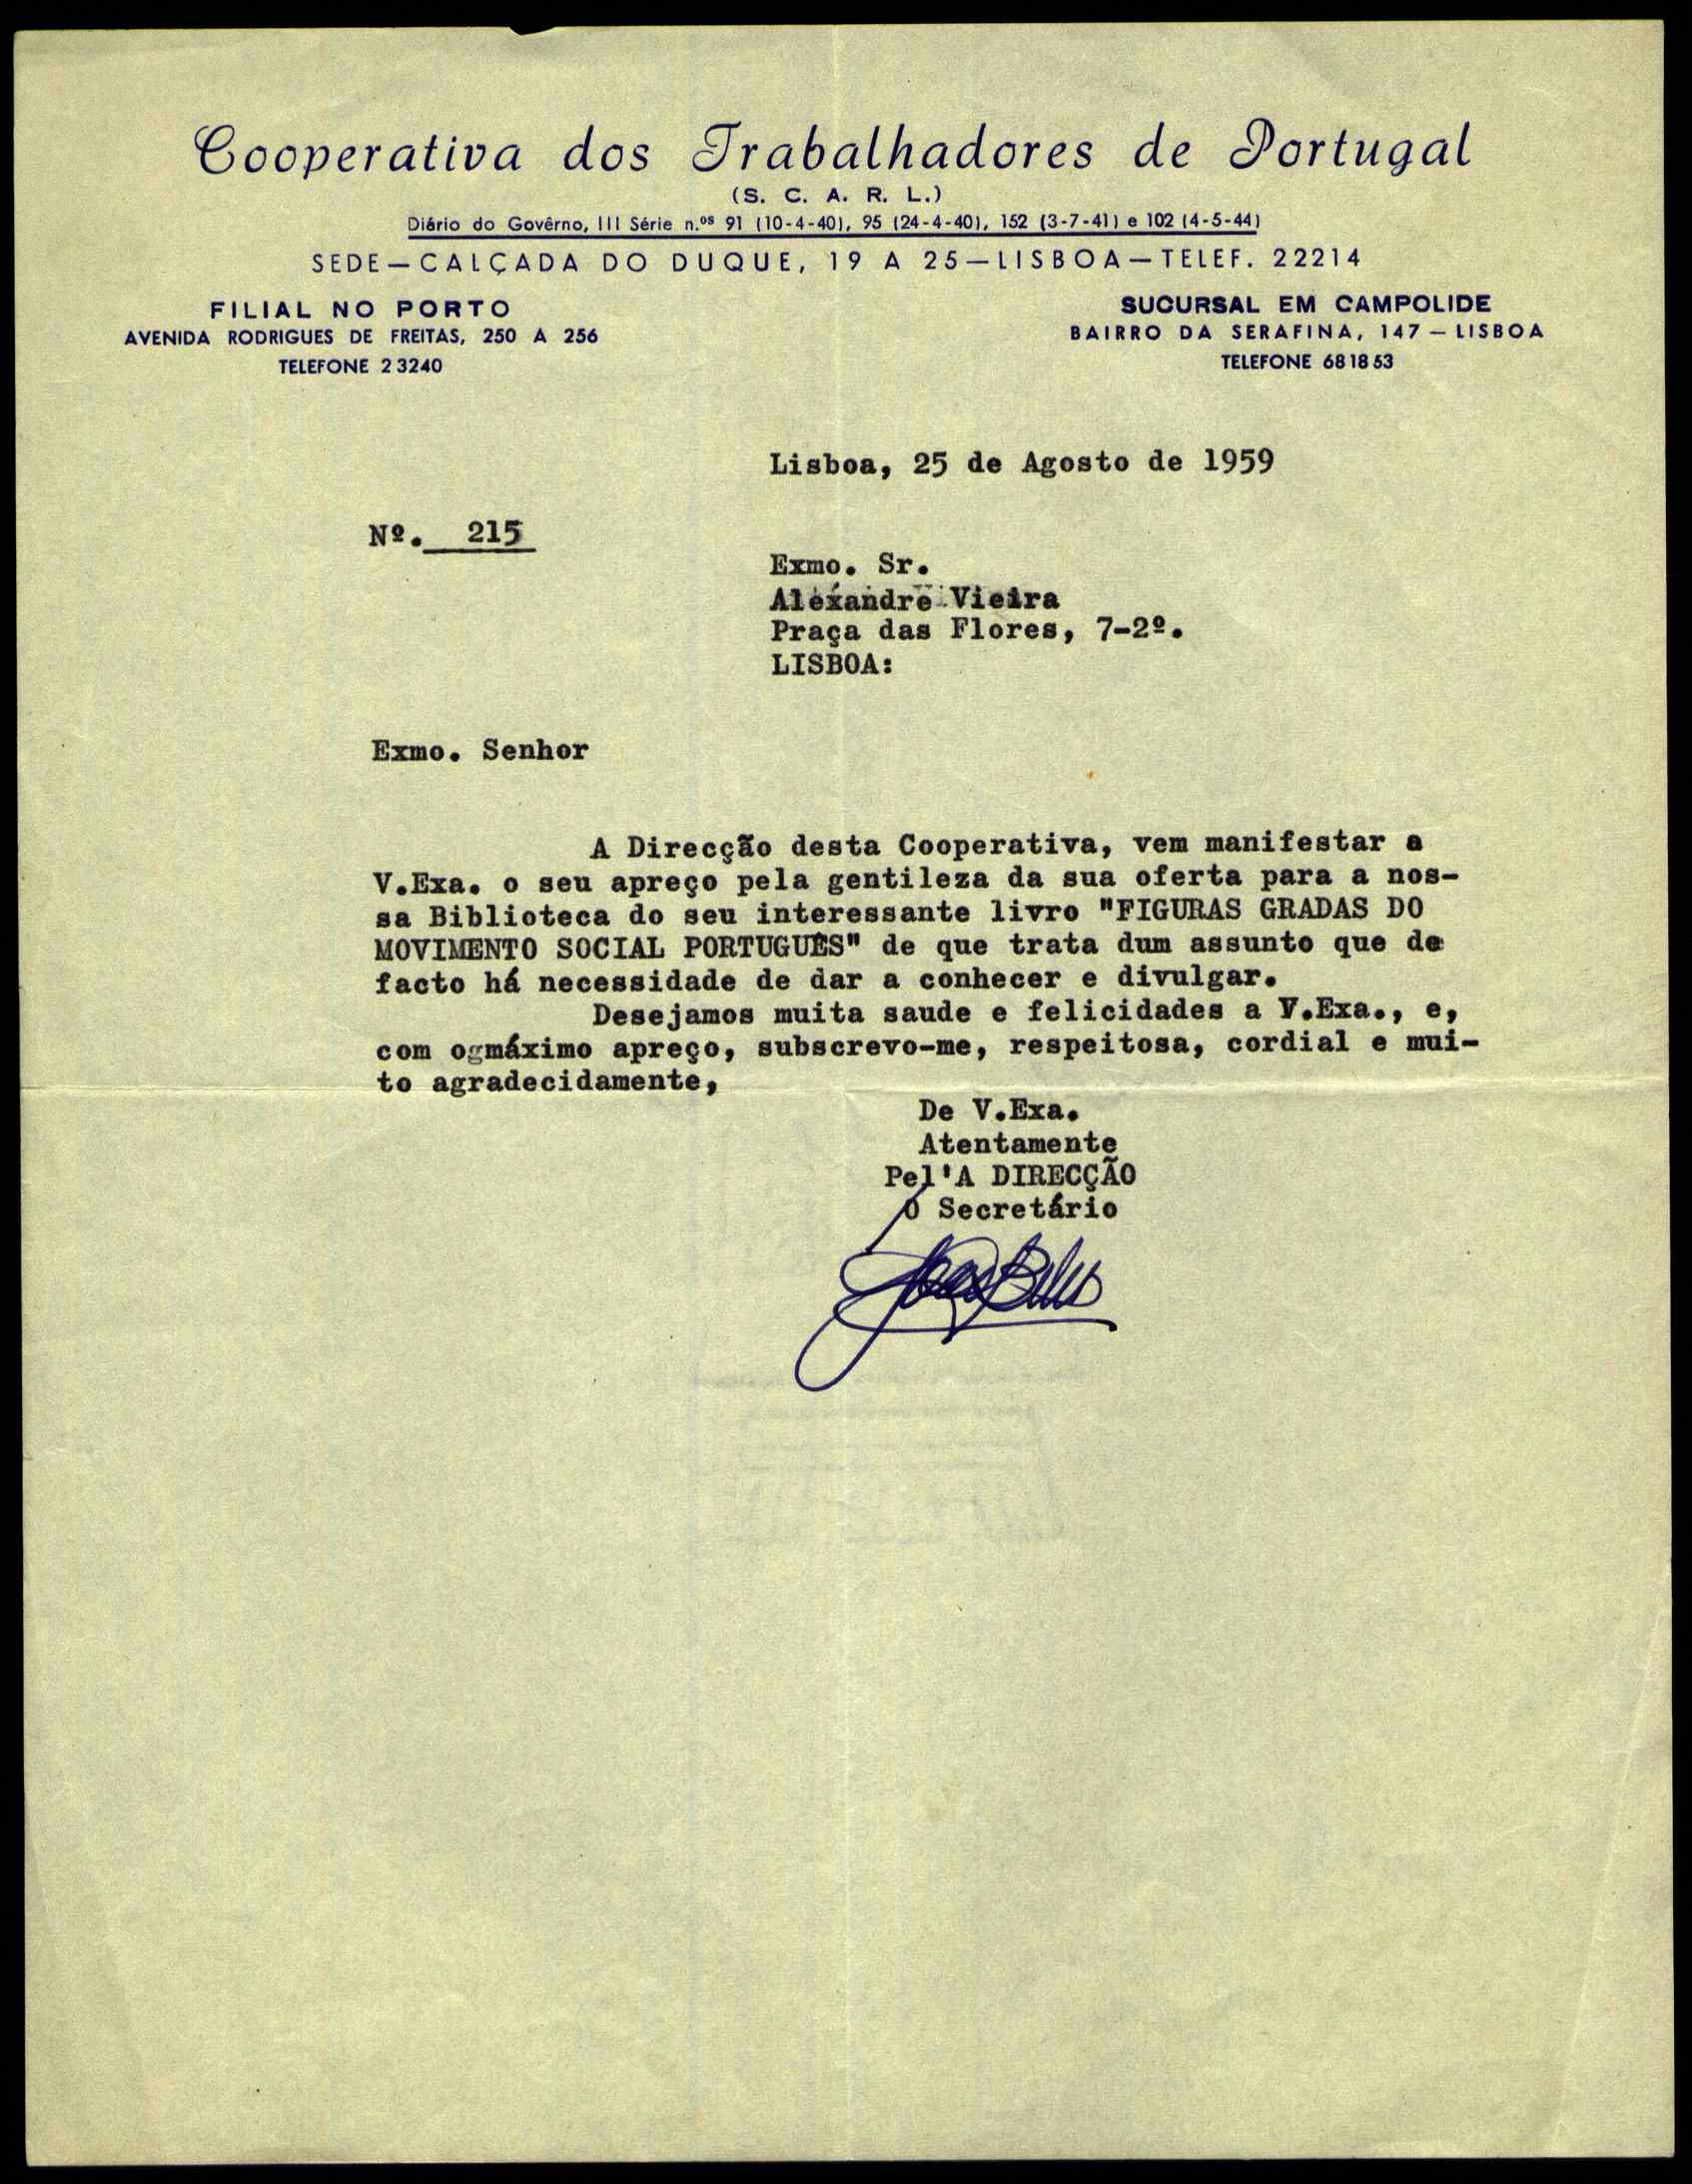 Cooperativa dos Trabalhadores de Portugal
(S. C. A. R. L.)
Diário do Govêrno, III Série n.os 91 (10-4-40), 95 (24-4-40), 152 (3-7-41) e 102 (4-5-44)
SEDE—CALÇADA DO DUQUE, 19 A 25—LISBOA—TELEF. 22214
FILIAL NO PORTO
AVENIDA RODRIGUES DE FREITAS, 250 A 256
TELEFONE 23240
SUCURSAL EM CAMPOLIDE
BAIRRO DA SERAFINA, 147 — LISBOA
TELEFONE 681853
Lisboa, 25 de Agosto de 1959
Nº. 215
Exmo. Sr.
Alexandre Vieira
Praça das Flores, 7-2º.
LISBOA:
Exmo. Senhor
A Direcção desta Cooperativa, vem manifestar a
V.Exa. o seu apreço pela gentileza da sua oferta para a nos-
sa Biblioteca do seu interessante livro "FIGURAS GRADAS DO
MOVIMENTO SOCIAL PORTUGUÊS" de que trata dum assunto que de
facto há necessidade de dar a conhecer e divulgar.
Desejamos muita saude e felicidades a V.Exa., e,
com ogmáximo apreço, subscrevo-me, respeitosa, cordial e mui-
to agradecidamente,
De V.Exa.
Atentamente
Pel'A DIRECÇÃO
O Secretário